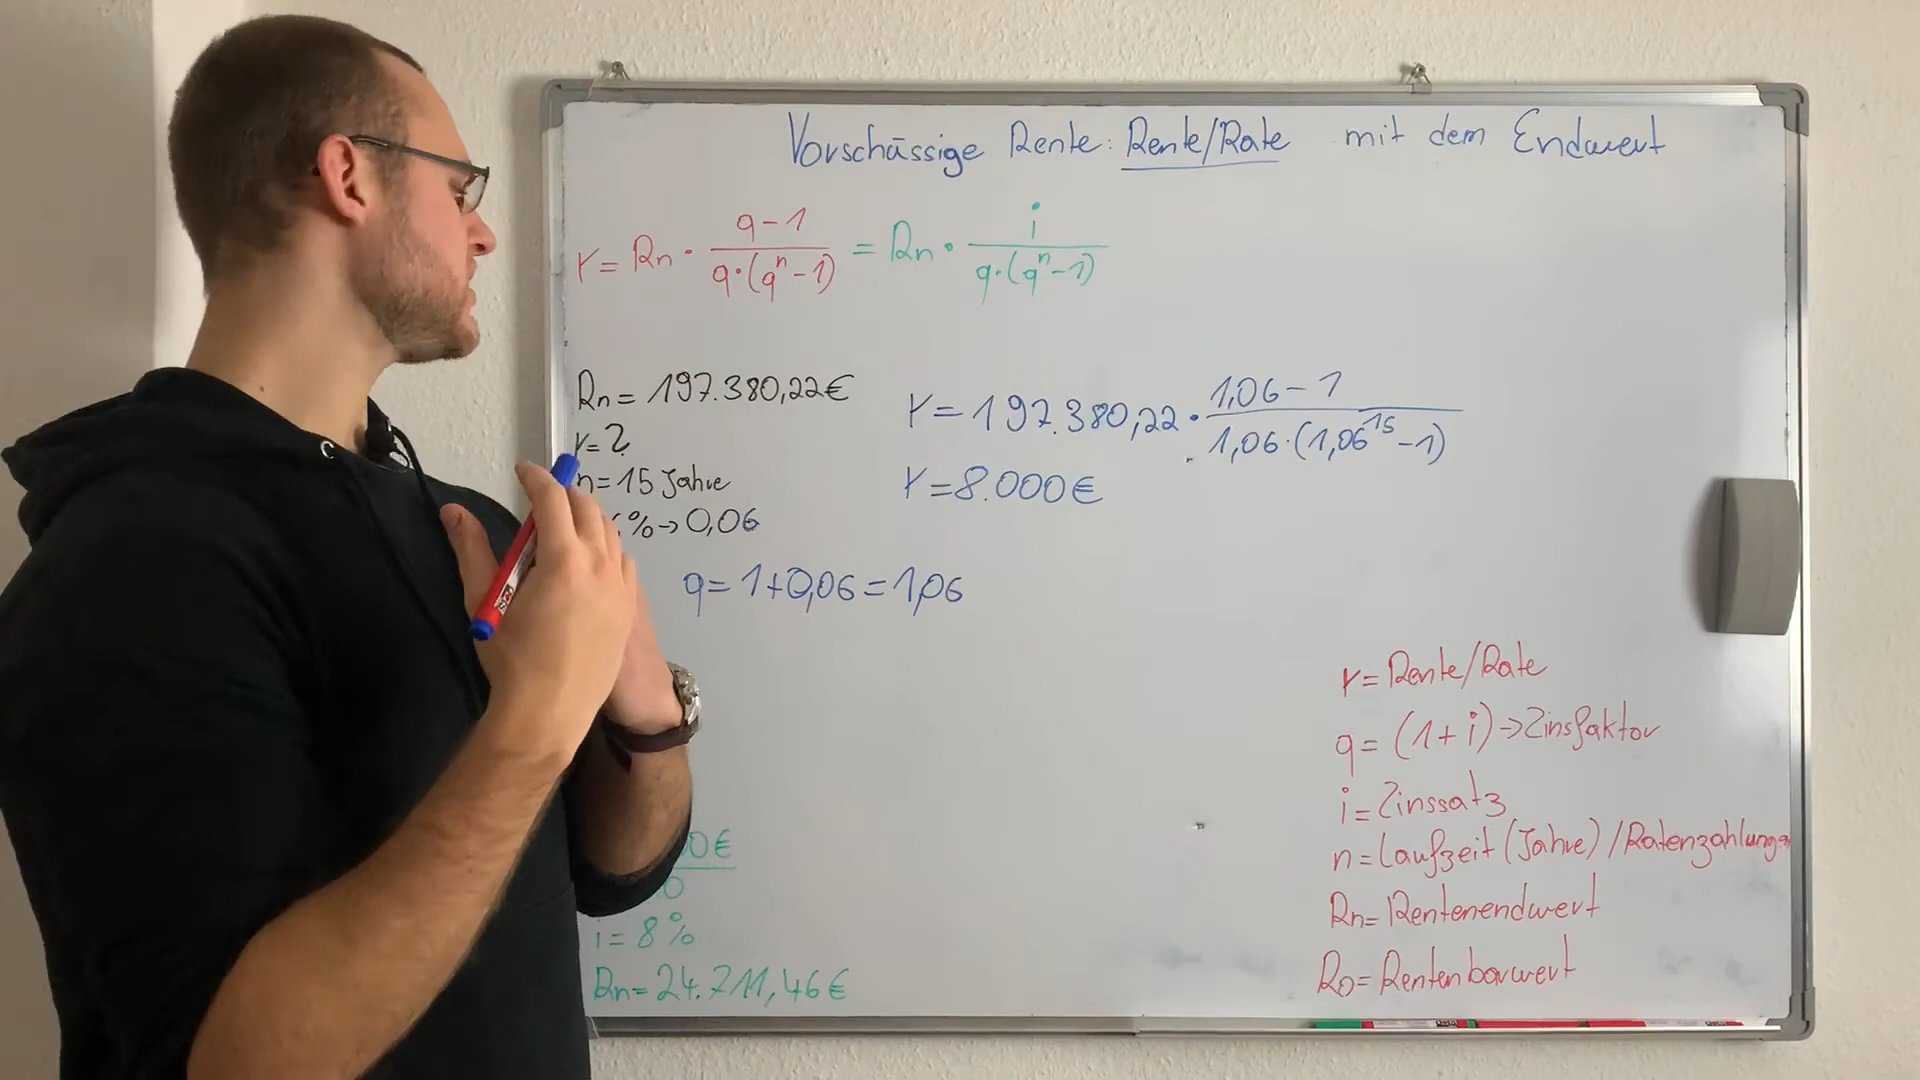 Vorschüssige Rente: Rente/Rate mit dem Endwert
r = Rn · (q-1)/(q·(q^n-1)) = Rn · i/(q·(q^n-1))
Rn = 197.380,22€
r = ?
n = 15 Jahre
% → 0,06
q = 1+0,06 = 1,06
r = 197.380,22 · (1,06-1)/(1,06·(1,06^15-1))
r = 8.000€
0€
0
i = 8%
Rn = 24.711,46€
r = Rente/Rate
q = (1+i) → Zinsfaktor
i = Zinssatz
n = Laufzeit (Jahre) / Ratenzahlungen
Rn = Rentenendwert
R0 = Rentenbarwert